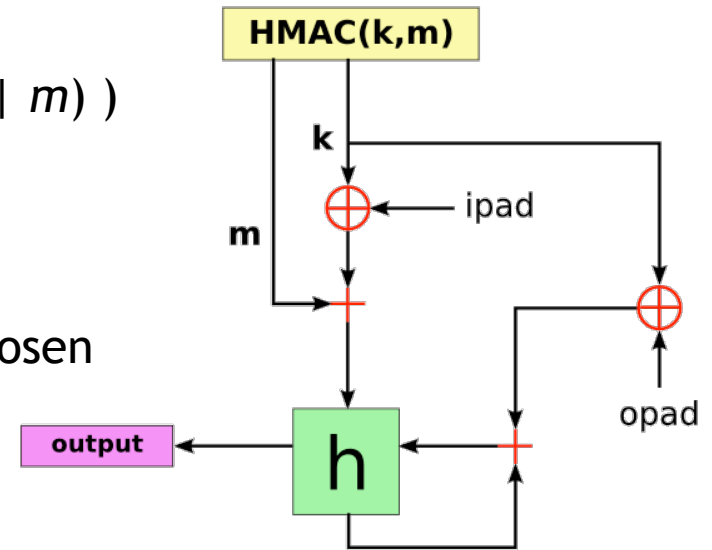 HMAC(k,m)
| m) )
k
ipad
m
osen
opad
output
h